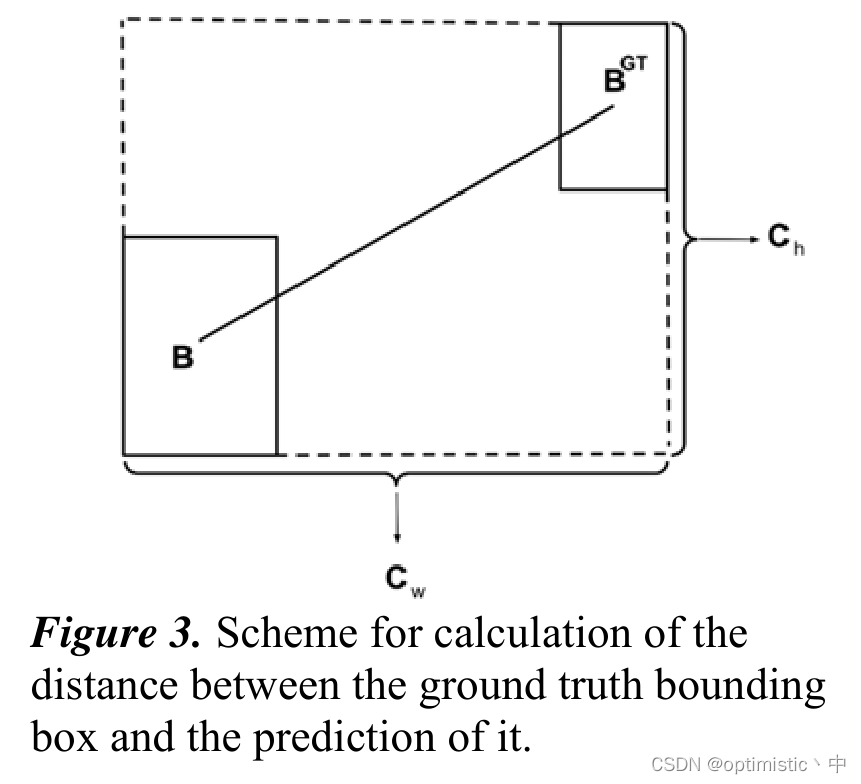 B^GT
C_h
B
C_w
Figure 3. Scheme for calculation of the
distance between the ground truth bounding
box and the prediction of it.
CSDN @optimistic丶中